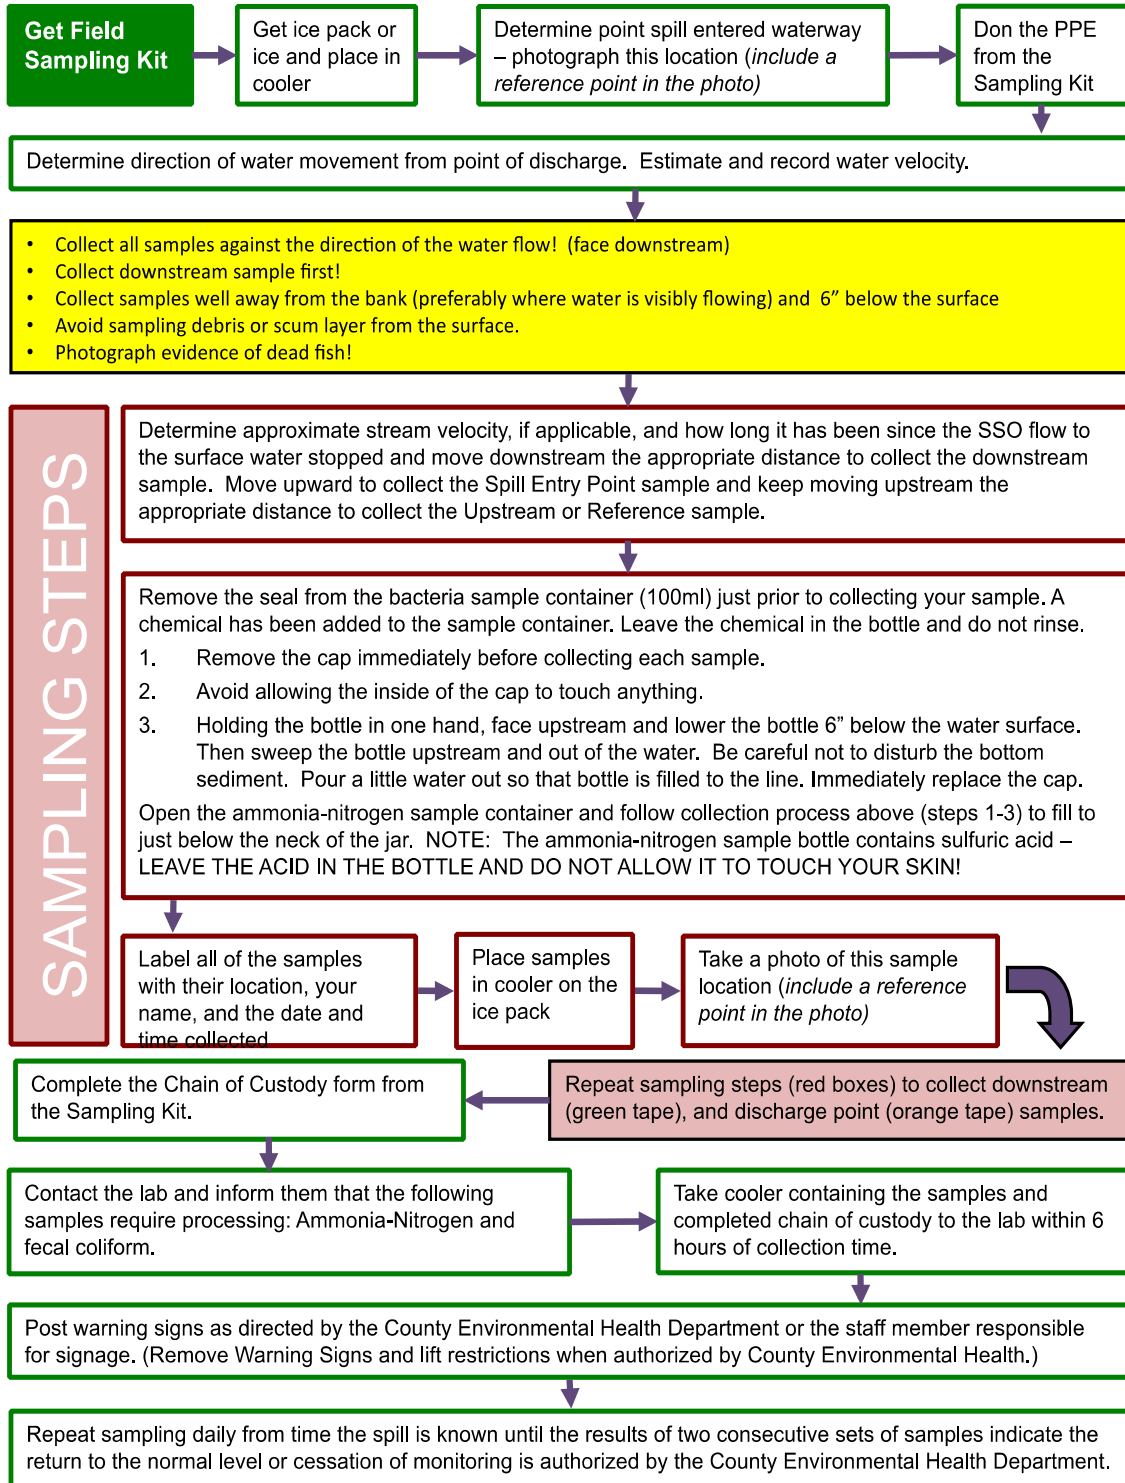 Get Field
Sampling Kit
Get ice pack or
ice and place in
cooler
Determine point spill entered waterway
– photograph this location (include a
reference point in the photo)
Don the PPE
from the
Sampling Kit
Determine direction of water movement from point of discharge.  Estimate and record water velocity.
• Collect all samples against the direction of the water flow!  (face downstream)
• Collect downstream sample first!
• Collect samples well away from the bank (preferably where water is visibly flowing) and  6” below the surface
• Avoid sampling debris or scum layer from the surface.
• Photograph evidence of dead fish!
SAMPLING STEPS
Determine approximate stream velocity, if applicable, and how long it has been since the SSO flow to
the surface water stopped and move downstream the appropriate distance to collect the downstream
sample.  Move upward to collect the Spill Entry Point sample and keep moving upstream the
appropriate distance to collect the Upstream or Reference sample.
Remove the seal from the bacteria sample container (100ml) just prior to collecting your sample. A
chemical has been added to the sample container. Leave the chemical in the bottle and do not rinse.
1. Remove the cap immediately before collecting each sample.
2. Avoid allowing the inside of the cap to touch anything.
3. Holding the bottle in one hand, face upstream and lower the bottle 6” below the water surface.
Then sweep the bottle upstream and out of the water.  Be careful not to disturb the bottom
sediment.  Pour a little water out so that bottle is filled to the line. Immediately replace the cap.
Open the ammonia-nitrogen sample container and follow collection process above (steps 1-3) to fill to
just below the neck of the jar.  NOTE:  The ammonia-nitrogen sample bottle contains sulfuric acid –
LEAVE THE ACID IN THE BOTTLE AND DO NOT ALLOW IT TO TOUCH YOUR SKIN!
Label all of the samples
with their location, your
name, and the date and
time collected
Place samples
in cooler on the
ice pack
Take a photo of this sample
location (include a reference
point in the photo)
Repeat sampling steps (red boxes) to collect downstream
(green tape), and discharge point (orange tape) samples.
Complete the Chain of Custody form from
the Sampling Kit.
Contact the lab and inform them that the following
samples require processing: Ammonia-Nitrogen and
fecal coliform.
Take cooler containing the samples and
completed chain of custody to the lab within 6
hours of collection time.
Post warning signs as directed by the County Environmental Health Department or the staff member responsible
for signage. (Remove Warning Signs and lift restrictions when authorized by County Environmental Health.)
Repeat sampling daily from time the spill is known until the results of two consecutive sets of samples indicate the
return to the normal level or cessation of monitoring is authorized by the County Environmental Health Department.